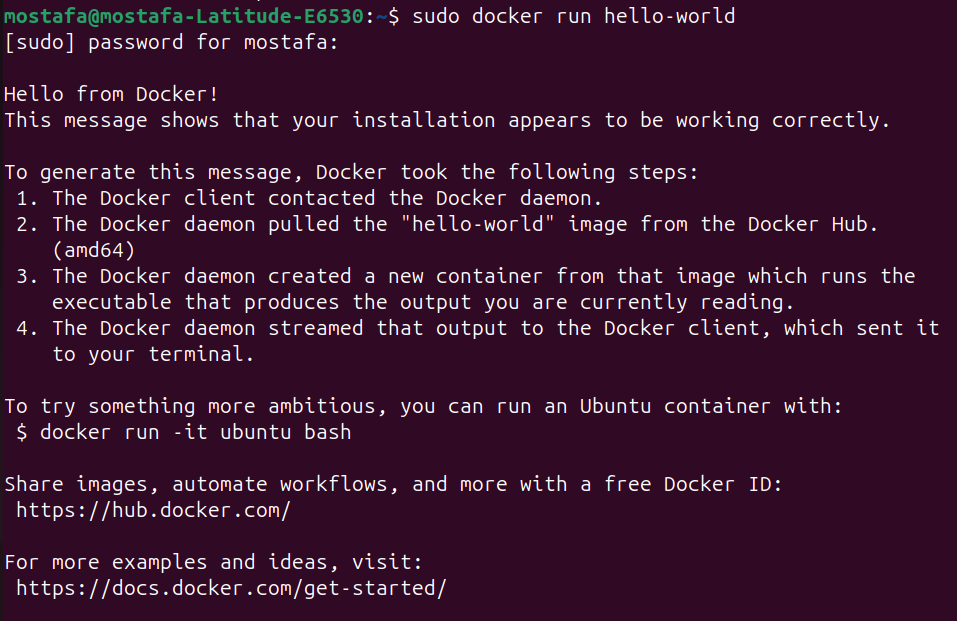 mostafa@mostafa-Latitude-E6530:~$ sudo docker run hello-world
[sudo] password for mostafa:
Hello from Docker!
This message shows that your installation appears to be working correctly.
To generate this message, Docker took the following steps:
1. The Docker client contacted the Docker daemon.
2. The Docker daemon pulled the "hello-world" image from the Docker Hub.
(amd64)
3. The Docker daemon created a new container from that image which runs the
executable that produces the output you are currently reading.
4. The Docker daemon streamed that output to the Docker client, which sent it
to your terminal.
To try something more ambitious, you can run an Ubuntu container with:
$ docker run -it ubuntu bash
Share images, automate workflows, and more with a free Docker ID:
https://hub.docker.com/
For more examples and ideas, visit:
https://docs.docker.com/get-started/